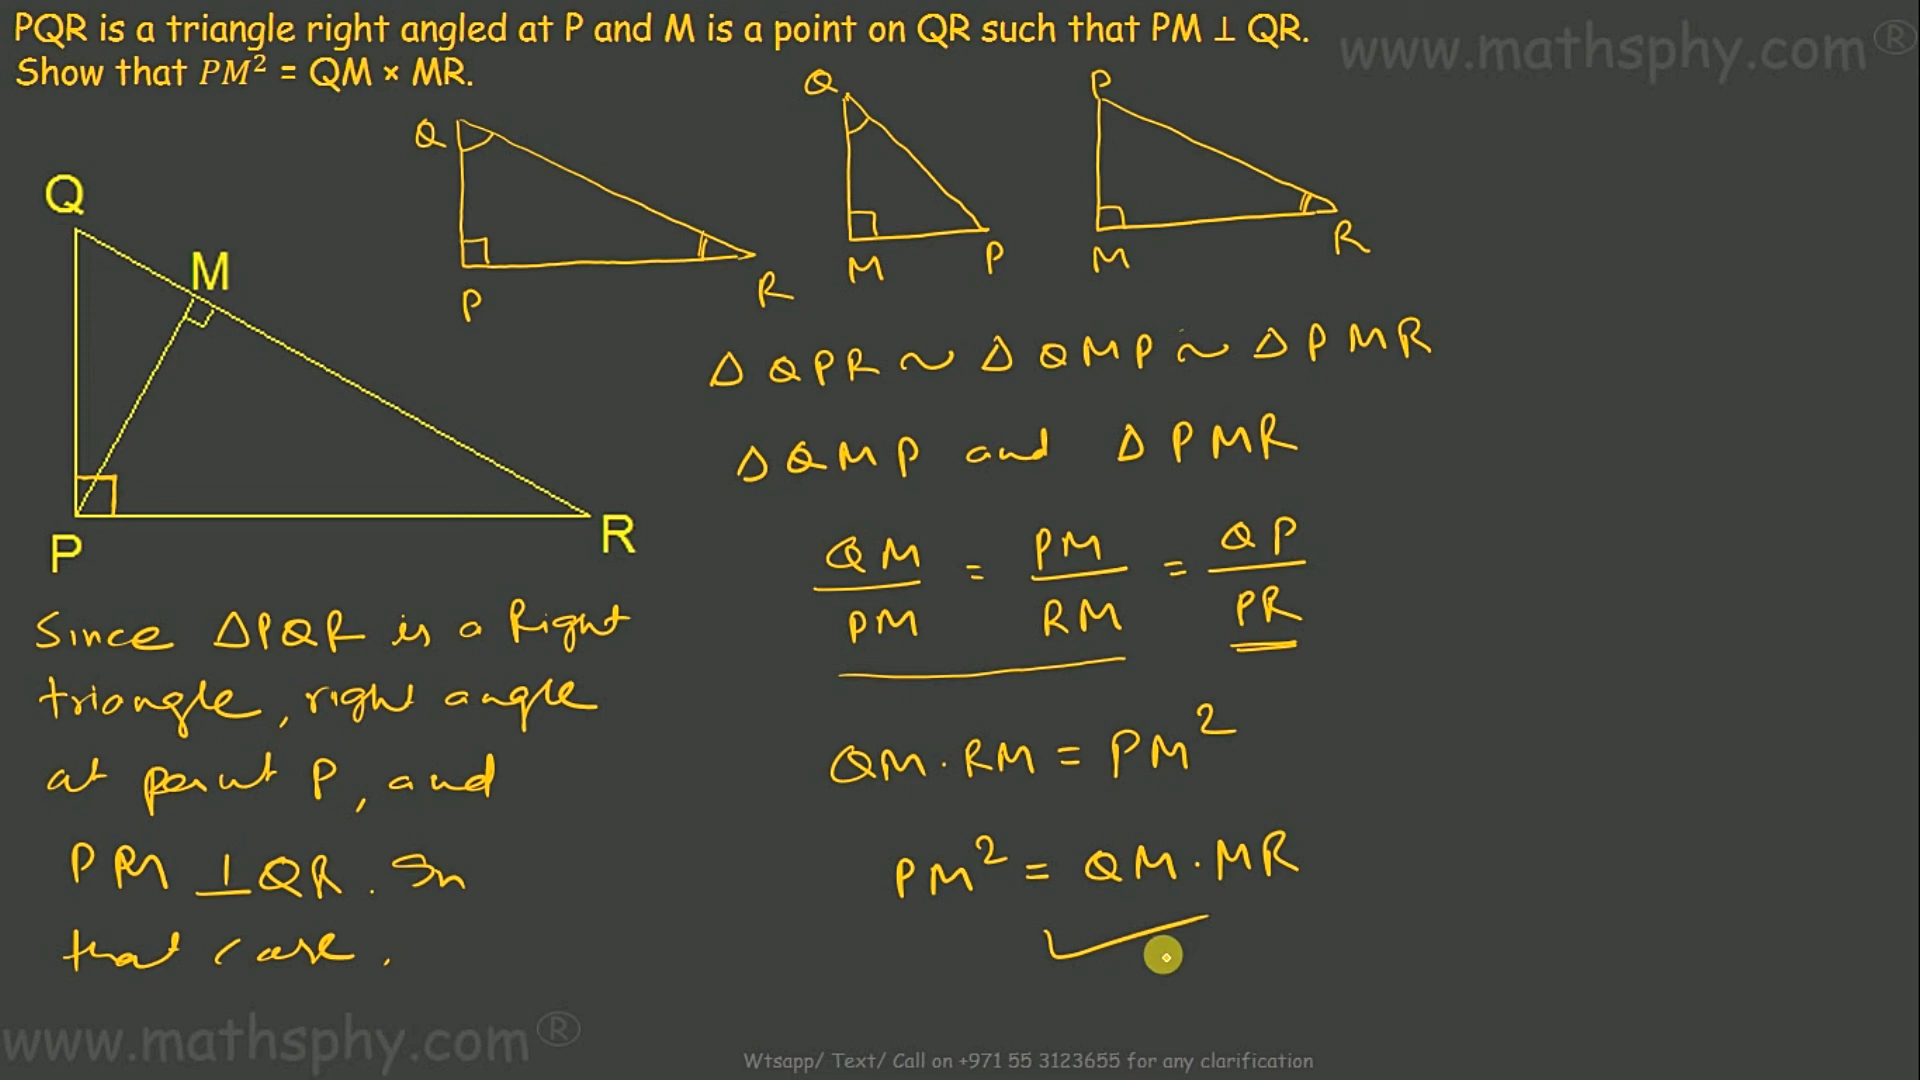 PQR is a triangle right angled at P and M is a point on QR such that PM ⊥ QR.
Show that PM² = QM × MR.
www.mathsphy.com®
Q
M
P
R
Q
P
R
Q
M
P
P
M
R
Δ QPR ~ Δ QMP ~ Δ PMR
Δ QMP and Δ PMR
QM/PM = PM/RM = QP/PR
QM . RM = PM²
PM² = QM . MR
Since ΔPQR is a Right
triangle, right angle
at point P, and
PM ⊥ QR. In
that case,
www.mathsphy.com®
Wtsapp/ Text/ Call on +971 55 3123655 for any clarification